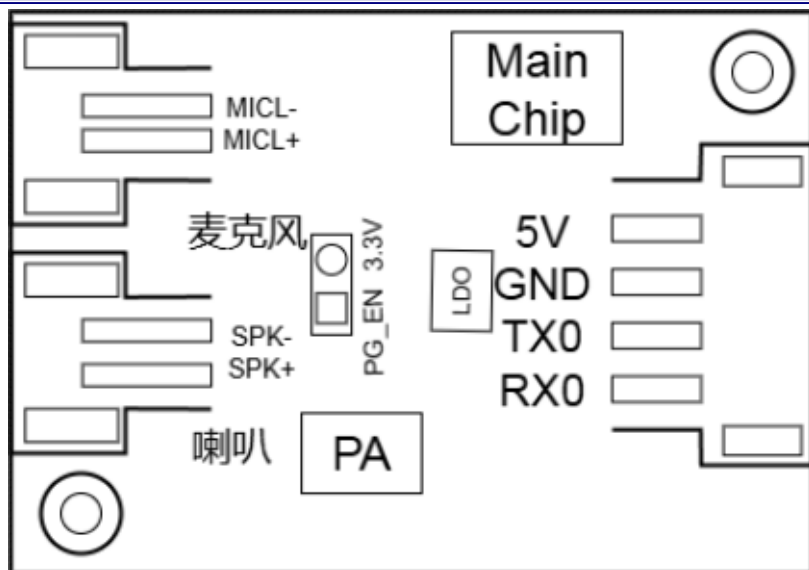 Main
Chip
MICL-
MICL+
麦克风
PG_EN 3.3V
LDO
5V
GND
TX0
RX0
SPK-
SPK+
喇叭
PA